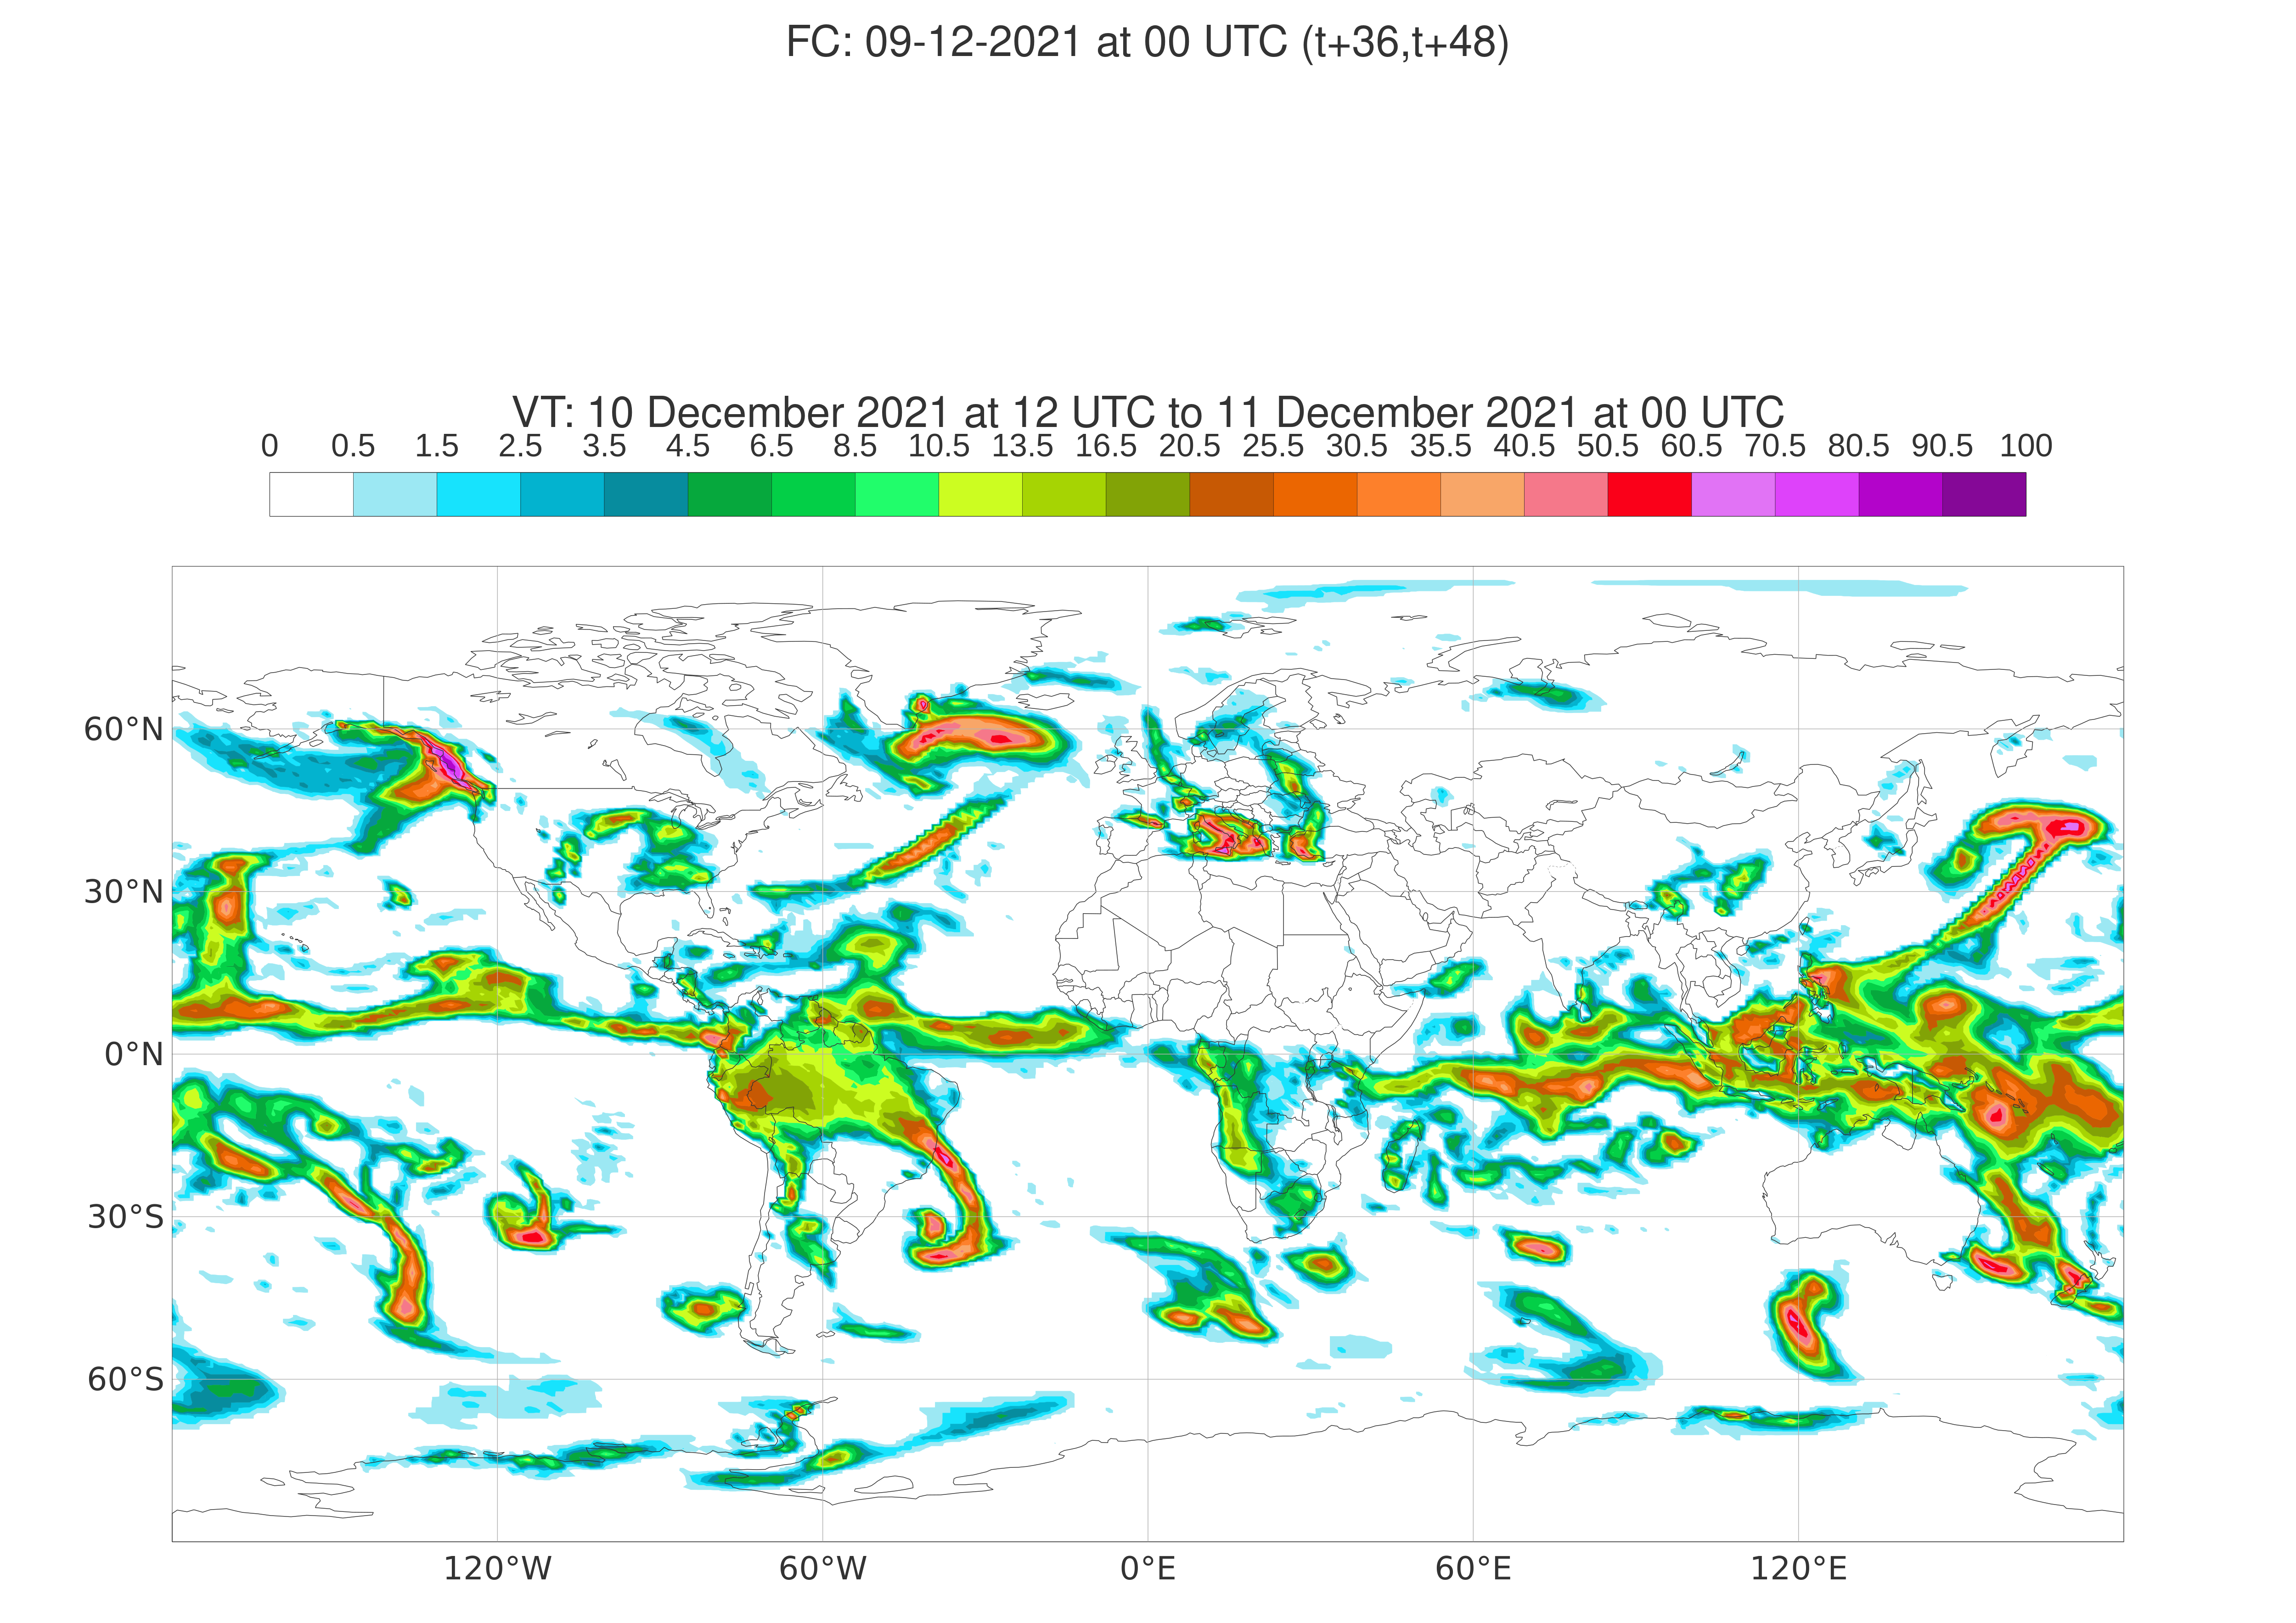 FC: 09-12-2021 at 00 UTC (t+36,t+48)
VT: 10 December 2021 at 12 UTC to 11 December 2021 at 00 UTC
0 0.5 1.5 2.5 3.5 4.5 6.5 8.5 10.5 13.5 16.5 20.5 25.5 30.5 35.5 40.5 50.5 60.5 70.5 80.5 90.5 100
60°N
30°N
0°N
30°S
60°S
120°W 60°W 0°E 60°E 120°E